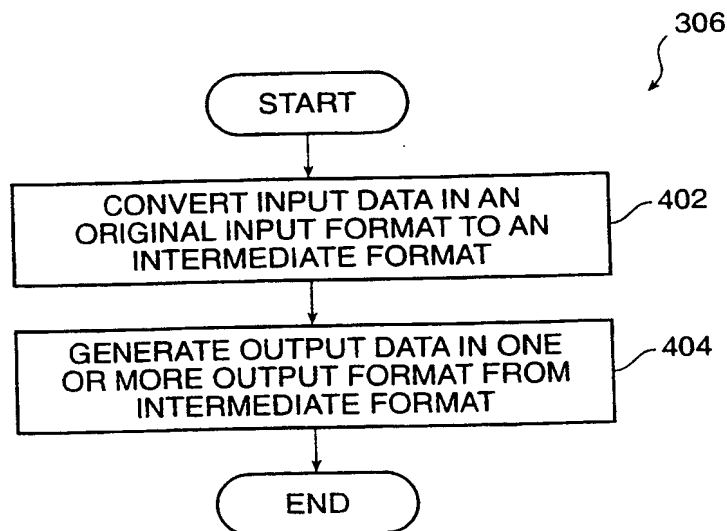 306
START
CONVERT INPUT DATA IN AN
ORIGINAL INPUT FORMAT TO AN
INTERMEDIATE FORMAT
402
GENERATE OUTPUT DATA IN ONE
OR MORE OUTPUT FORMAT FROM
INTERMEDIATE FORMAT
404
END